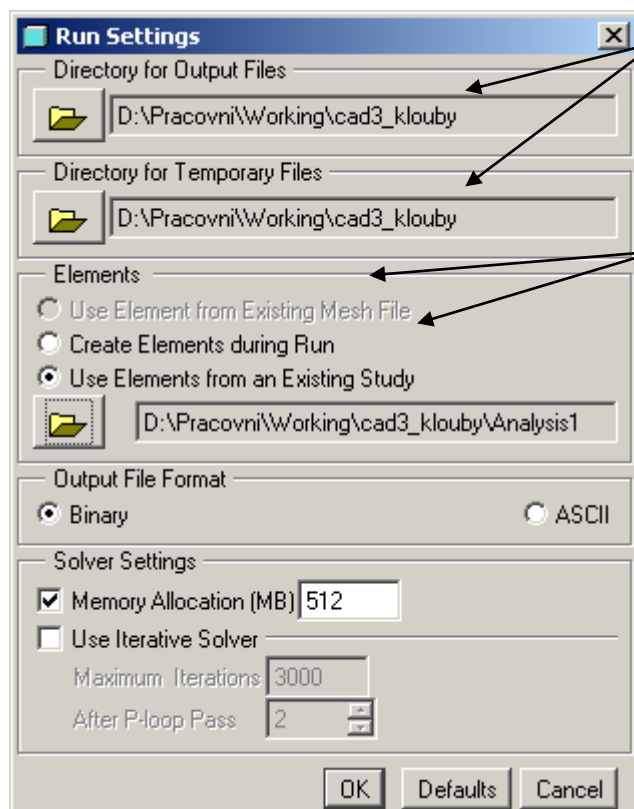 Run Settings
Directory for Output Files
D:\Pracovni\Working\cad3_klouby
Directory for Temporary Files
D:\Pracovni\Working\cad3_klouby
Elements
Use Element from Existing Mesh File
Create Elements during Run
Use Elements from an Existing Study
D:\Pracovni\Working\cad3_klouby\Analysis1
Output File Format
Binary ASCII
Solver Settings
Memory Allocation (MB) 512
Use Iterative Solver
Maximum Iterations 3000
After P-loop Pass 2
OK Defaults Cancel